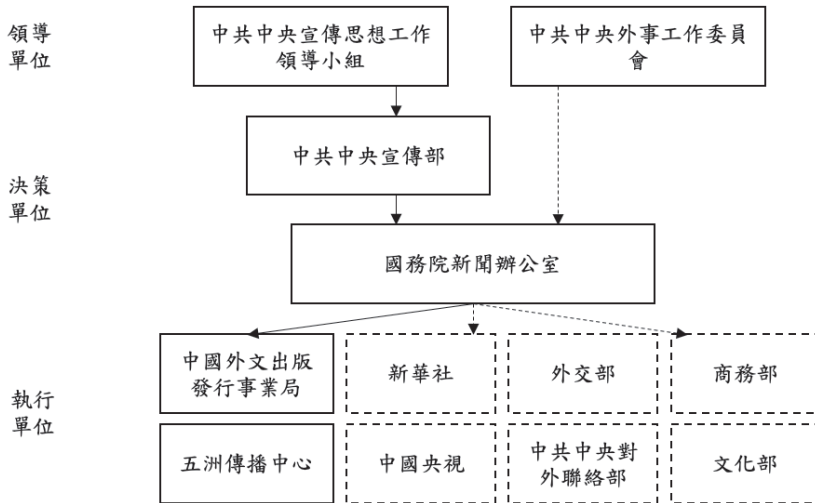 領導
單位
中共中央宣傳思想工作
領導小組
中共中央外事工作委員
會
中共中央宣傳部
決策
單位
國務院新聞辦公室
執行
單位
中國外文出版
發行事業局
新華社
外交部
商務部
五洲傳播中心
中國央視
中共中央對
外聯絡部
文化部